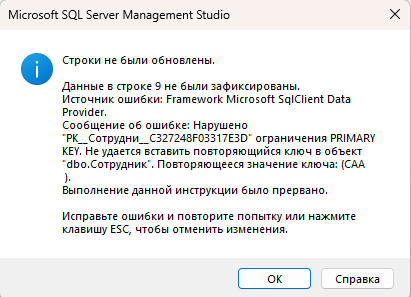 Microsoft SQL Server Management Studio
Строки не были обновлены.
Данные в строке 9 не были зафиксированы.
Источник ошибки: Framework Microsoft SqlClient Data
Provider.
Сообщение об ошибке: Нарушено
"PK__Сотрудни__C327248F03317E3D" ограничения PRIMARY
KEY. Не удается вставить повторяющийся ключ в объект
"dbo.Сотрудник". Повторяющееся значение ключа: (CAA
).
Выполнение данной инструкции было прервано.
Исправьте ошибки и повторите попытку или нажмите
клавишу ESC, чтобы отменить изменения.
ОК
Справка